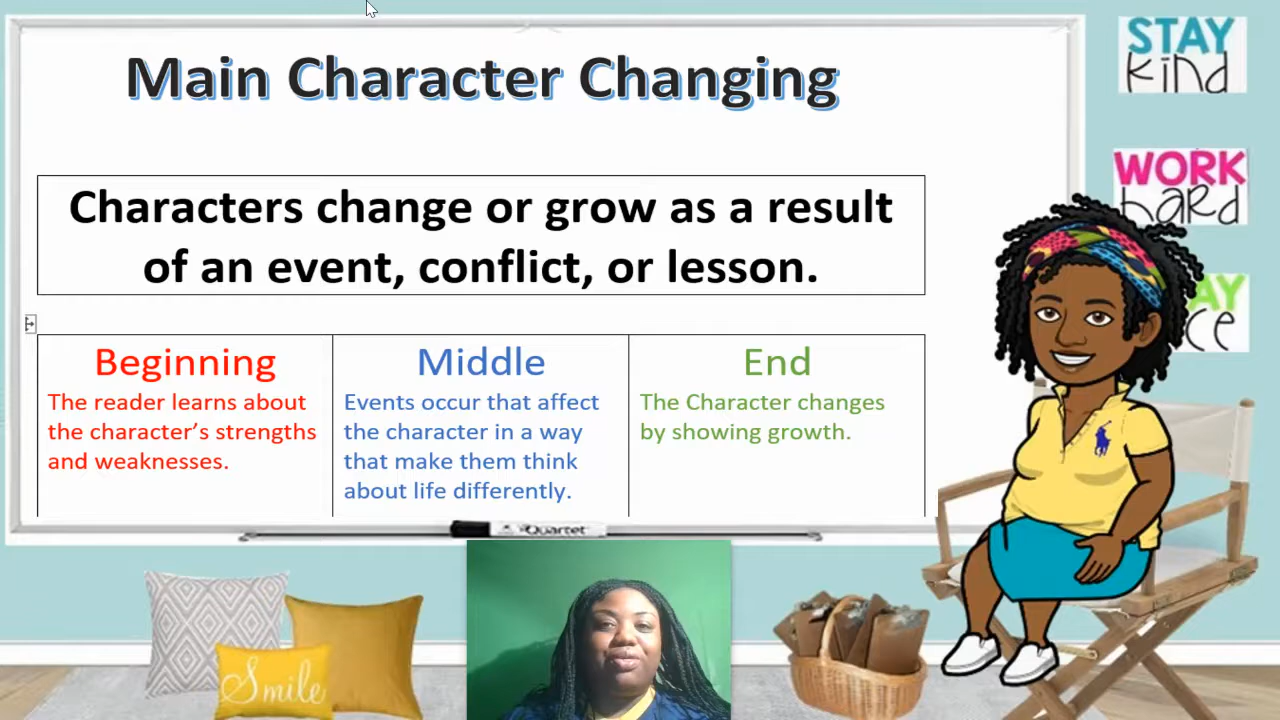 Main Character Changing
Characters change or grow as a result
of an event, conflict, or lesson.
Beginning
The reader learns about
the character's strengths
and weaknesses.
Middle
Events occur that affect
the character in a way
that make them think
about life differently.
End
The Character changes
by showing growth.
Quartet
STAY
kind
WORK
hard
Smile